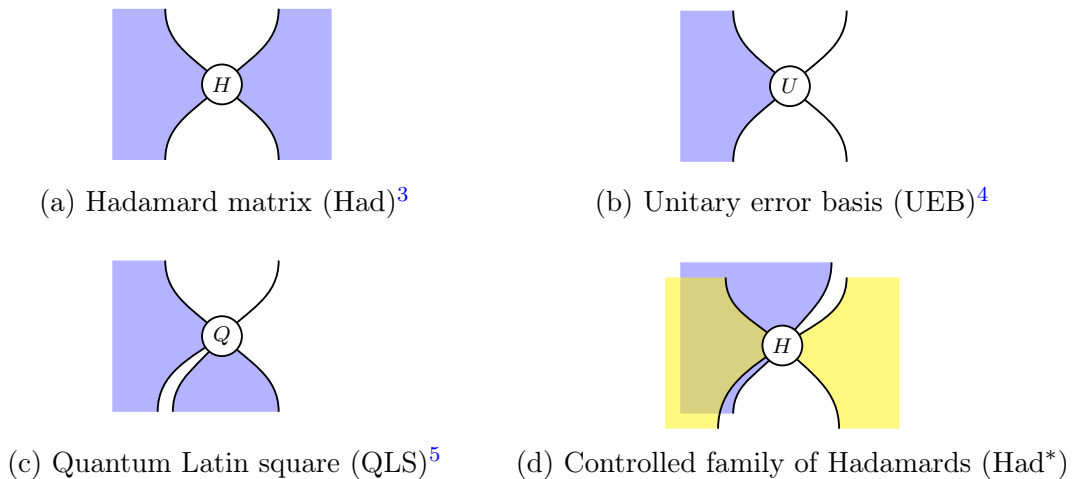 H
U
(a) Hadamard matrix (Had)3
(b) Unitary error basis (UEB)4
Q
H
(c) Quantum Latin square (QLS)5
(d) Controlled family of Hadamards (Had*)